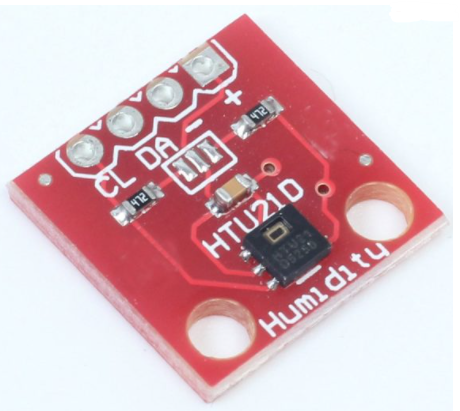 CL DA - +
472
472
HTU21D
Humidity